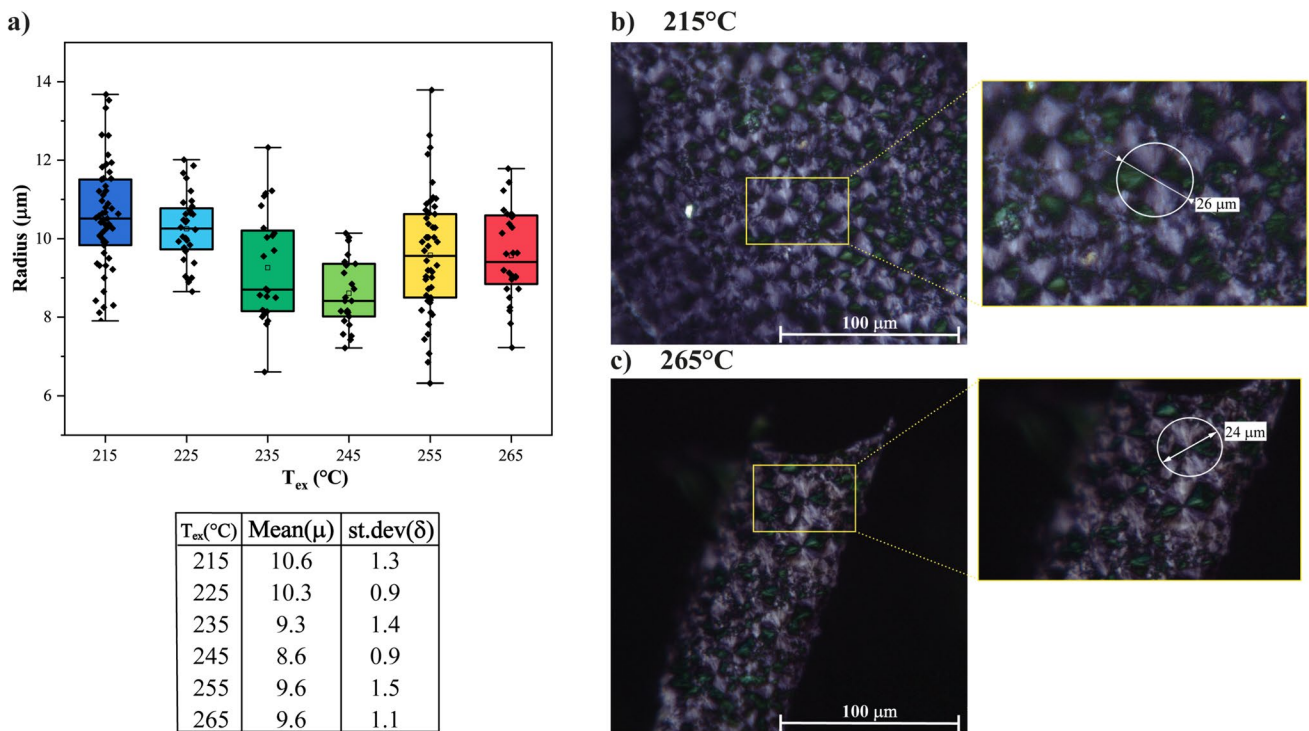 a)
Radius (μm)
14
12
10
8
6
215
225
235
245
255
265
T_ex (°C)
T_ex(°C) Mean(μ) st.dev(δ)
215 10.6 1.3
225 10.3 0.9
235 9.3 1.4
245 8.6 0.9
255 9.6 1.5
265 9.6 1.1
b) 215°C
100 μm
26 μm
c) 265°C
100 μm
24 μm